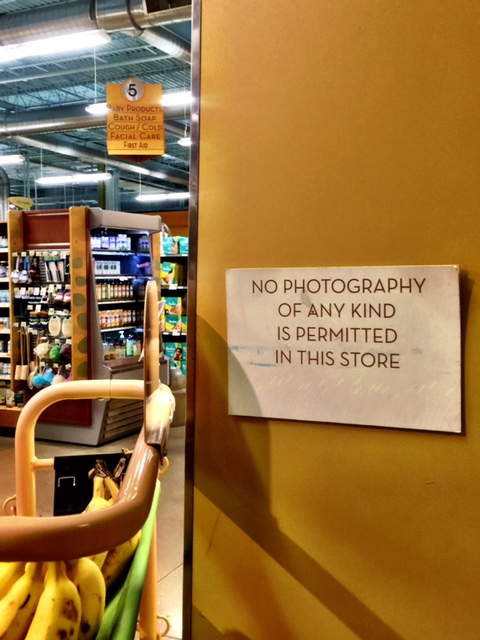 5
BABY PRODUCTS
BATH SOAP
COUGH / COLD
FACIAL CARE
FIRST AID
NO PHOTOGRAPHY
OF ANY KIND
IS PERMITTED
IN THIS STORE